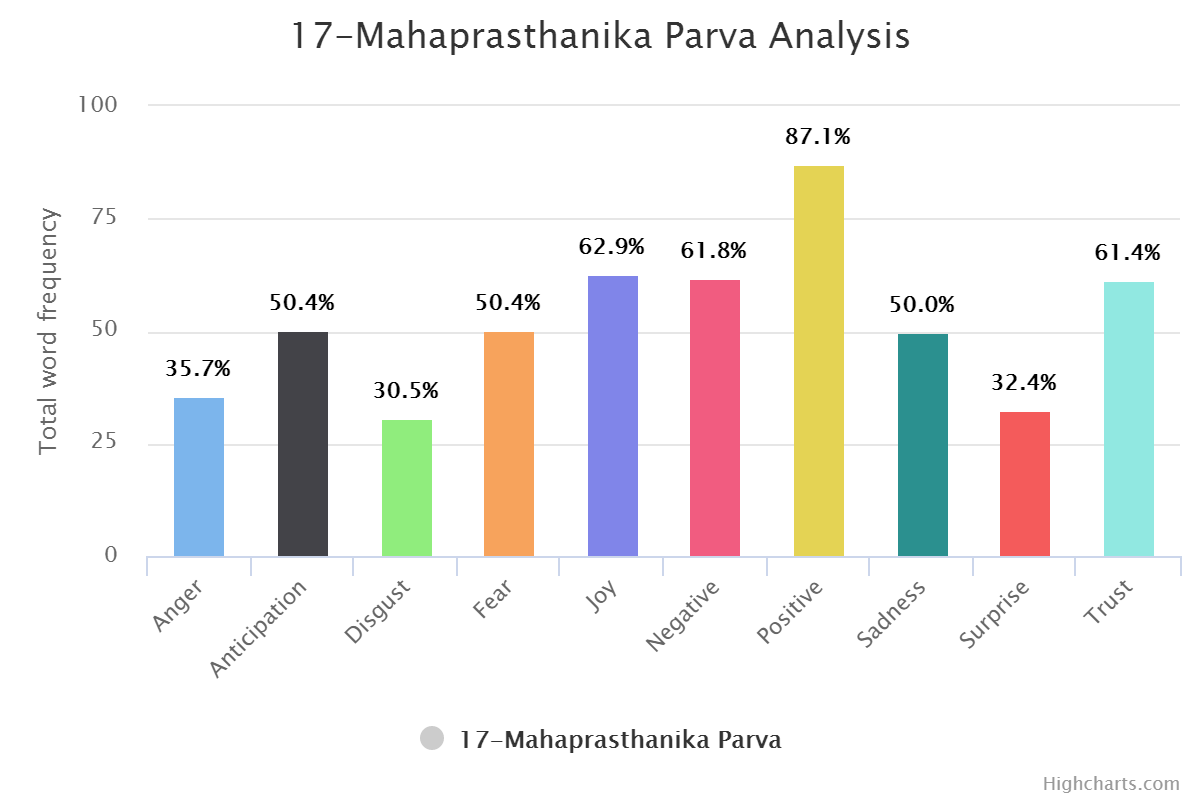 17-Mahaprasthanika Parva Analysis
Total word frequency
100
75
50
25
0
35.7%
50.4%
30.5%
50.4%
62.9%
61.8%
87.1%
50.0%
32.4%
61.4%
Anger
Anticipation
Disgust
Fear
Joy
Negative
Positive
Sadness
Surprise
Trust
17-Mahaprasthanika Parva
Highcharts.com